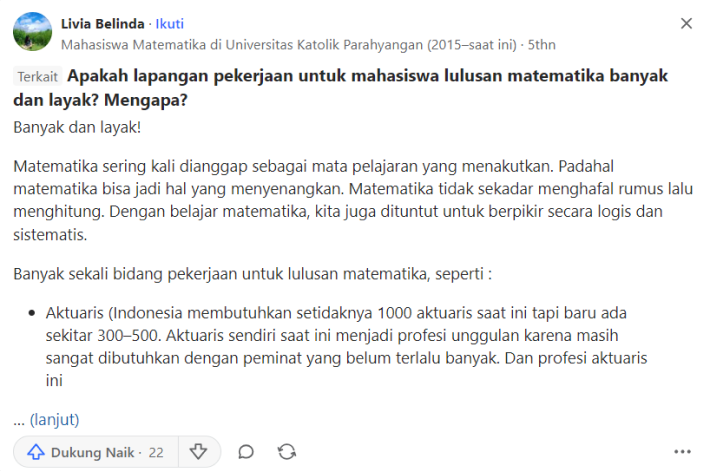 Livia Belinda · Ikuti
Mahasiswa Matematika di Universitas Katolik Parahyangan (2015–saat ini) · 5thn
Terkait Apakah lapangan pekerjaan untuk mahasiswa lulusan matematika banyak
dan layak? Mengapa?
Banyak dan layak!
Matematika sering kali dianggap sebagai mata pelajaran yang menakutkan. Padahal
matematika bisa jadi hal yang menyenangkan. Matematika tidak sekadar menghafal rumus lalu
menghitung. Dengan belajar matematika, kita juga dituntut untuk berpikir secara logis dan
sistematis.
Banyak sekali bidang pekerjaan untuk lulusan matematika, seperti :
• Aktuaris (Indonesia membutuhkan setidaknya 1000 aktuaris saat ini tapi baru ada
sekitar 300–500. Aktuaris sendiri saat ini menjadi profesi unggulan karena masih
sangat dibutuhkan dengan peminat yang belum terlalu banyak. Dan profesi aktuaris
ini
... (lanjut)
Dukung Naik · 22